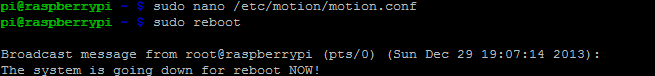 pi@raspberrypi ~ $ sudo nano /etc/motion/motion.conf
pi@raspberrypi ~ $ sudo reboot
Broadcast message from root@raspberrypi (pts/0) (Sun Dec 29 19:07:14 2013):
The system is going down for reboot NOW!